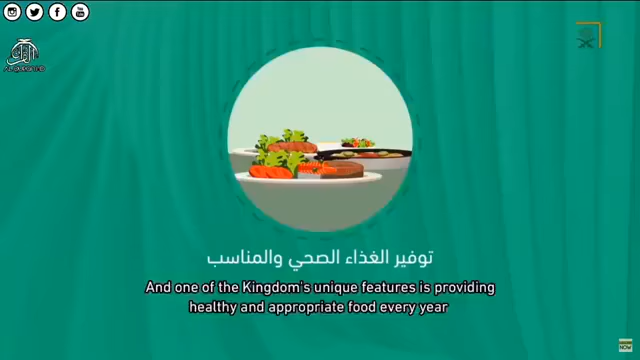 توفير الغذاء الصحي والمناسب
And one of the Kingdom's unique features is providing
healthy and appropriate food every year